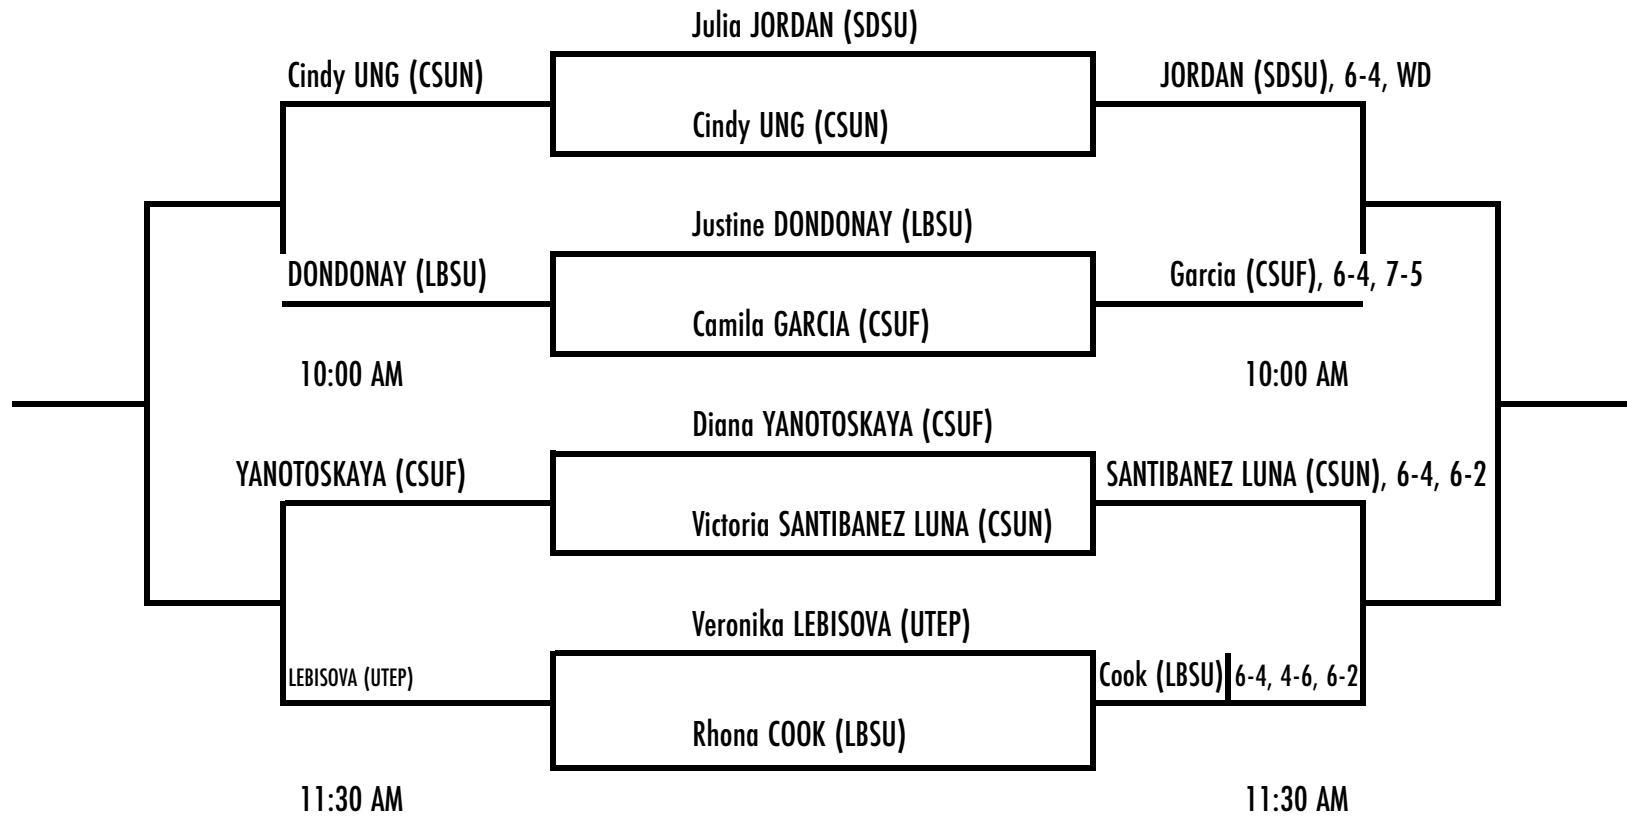 Julia JORDAN (SDSU)
Cindy UNG (CSUN)
JORDAN (SDSU), 6-4, WD
Cindy UNG (CSUN)
Justine DONDONAY (LBSU)
DONDONAY (LBSU)
Garcia (CSUF), 6-4, 7-5
Camila GARCIA (CSUF)
10:00 AM
10:00 AM
Diana YANOTOSKAYA (CSUF)
YANOTOSKAYA (CSUF)
SANTIBANEZ LUNA (CSUN), 6-4, 6-2
Victoria SANTIBANEZ LUNA (CSUN)
Veronika LEBISOVA (UTEP)
LEBISOVA (UTEP)
Cook (LBSU) 6-4, 4-6, 6-2
Rhona COOK (LBSU)
11:30 AM
11:30 AM